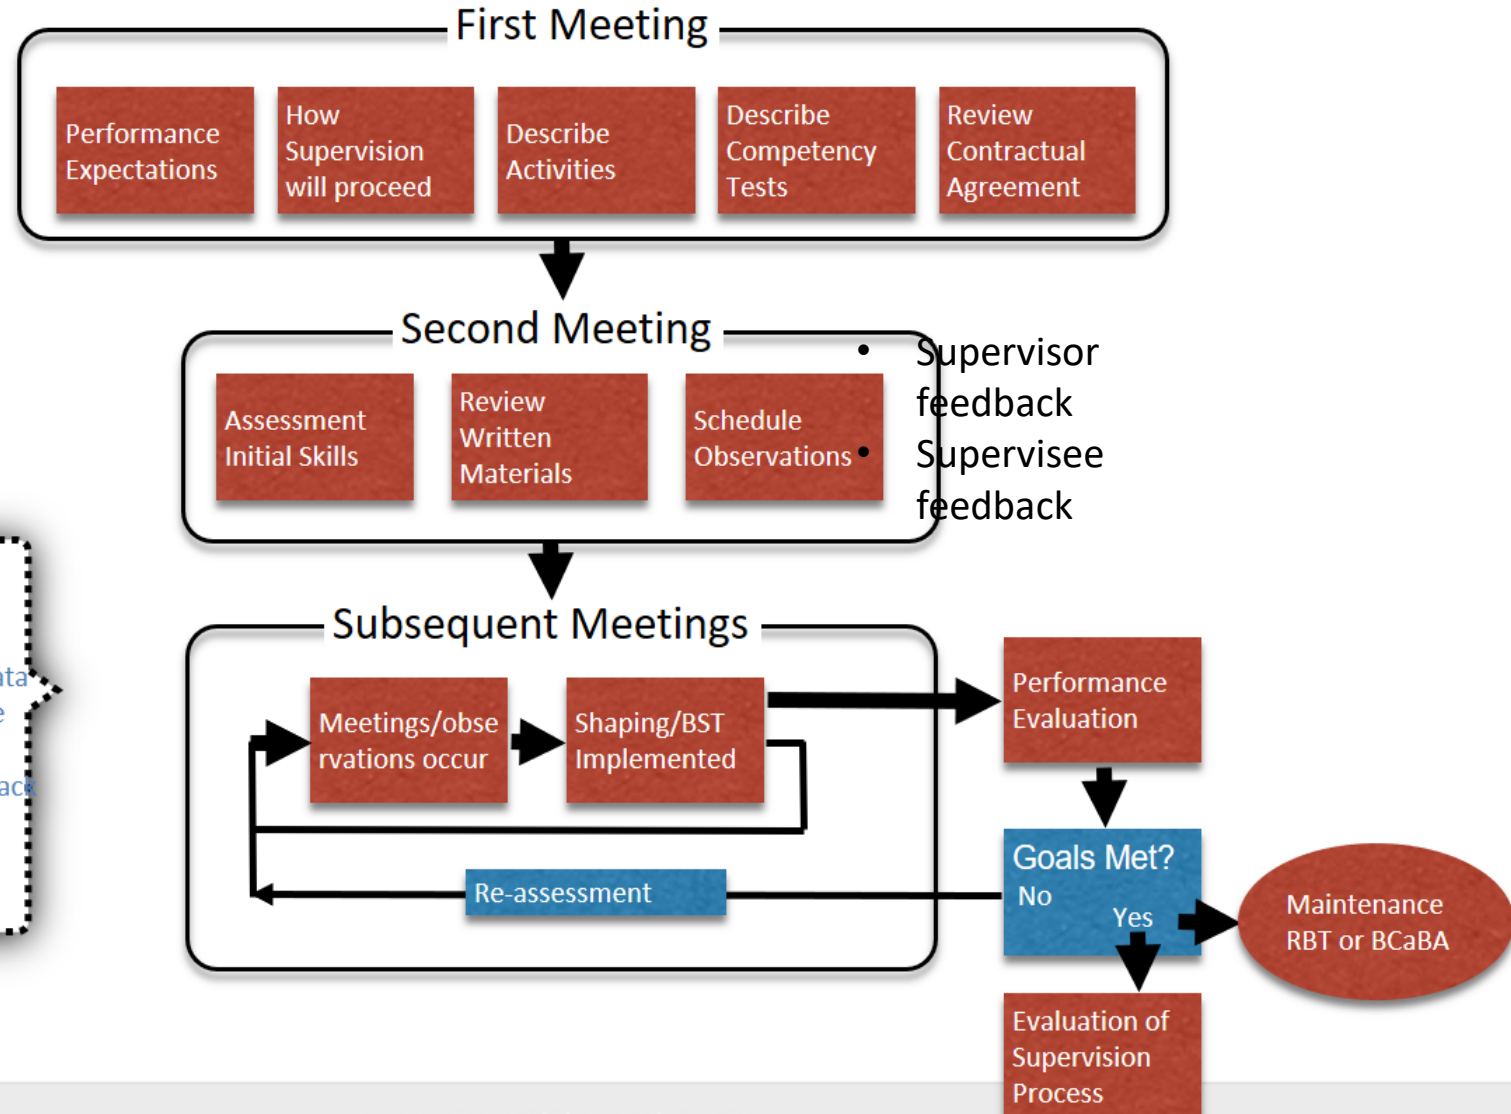 First Meeting
Performance
Expectations
How
Supervision
will proceed
Describe
Activities
Describe
Competency
Tests
Review
Contractual
Agreement
Second Meeting
Assessment
Initial Skills
Review
Written
Materials
Schedule
Observations
• Supervisor
feedback
• Supervisee
feedback
Subsequent Meetings
Meetings/obse
rvations occur
Shaping/BST
Implemented
Re-assessment
Performance
Evaluation
Goals Met?
No
Yes
Maintenance
RBT or BCaBA
Evaluation of
Supervision
Process